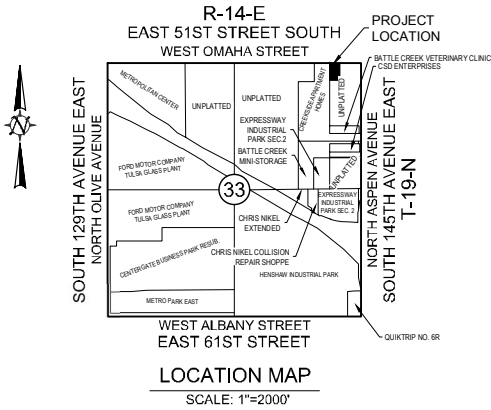 R-14-E
EAST 51ST STREET SOUTH
WEST OMAHA STREET
PROJECT
LOCATION
BATTLE CREEK VETERINARY CLINIC
CSD ENTERPRISES
METROPOLITAN CENTER
UNPLATTED
UNPLATTED
CREEKSIDE APARTMENT
HOMES
UNPLATTED
EXPRESSWAY
INDUSTRIAL
PARK SEC.2
BATTLE CREEK
MINI-STORAGE
UNPLATTED
FORD MOTOR COMPANY
TULSA GLASS PLANT
33
EXPRESSWAY
INDUSTRIAL
PARK SEC. 2
FORD MOTOR COMPANY
TULSA GLASS PLANT
CHRIS NIKEL
EXTENDED
CENTERGATE BUSINESS PARK RESUB.
CHRIS NIKEL COLLISION
REPAIR SHOPPE
HENSHAW INDUSTRIAL PARK
METRO PARK EAST
SOUTH 129TH AVENUE EAST
NORTH OLIVE AVENUE
NORTH ASPEN AVENUE
SOUTH 145TH AVENUE EAST
T-19-N
N
QUIKTRIP NO. 6R
WEST ALBANY STREET
EAST 61ST STREET
LOCATION MAP
SCALE: 1"=2000'